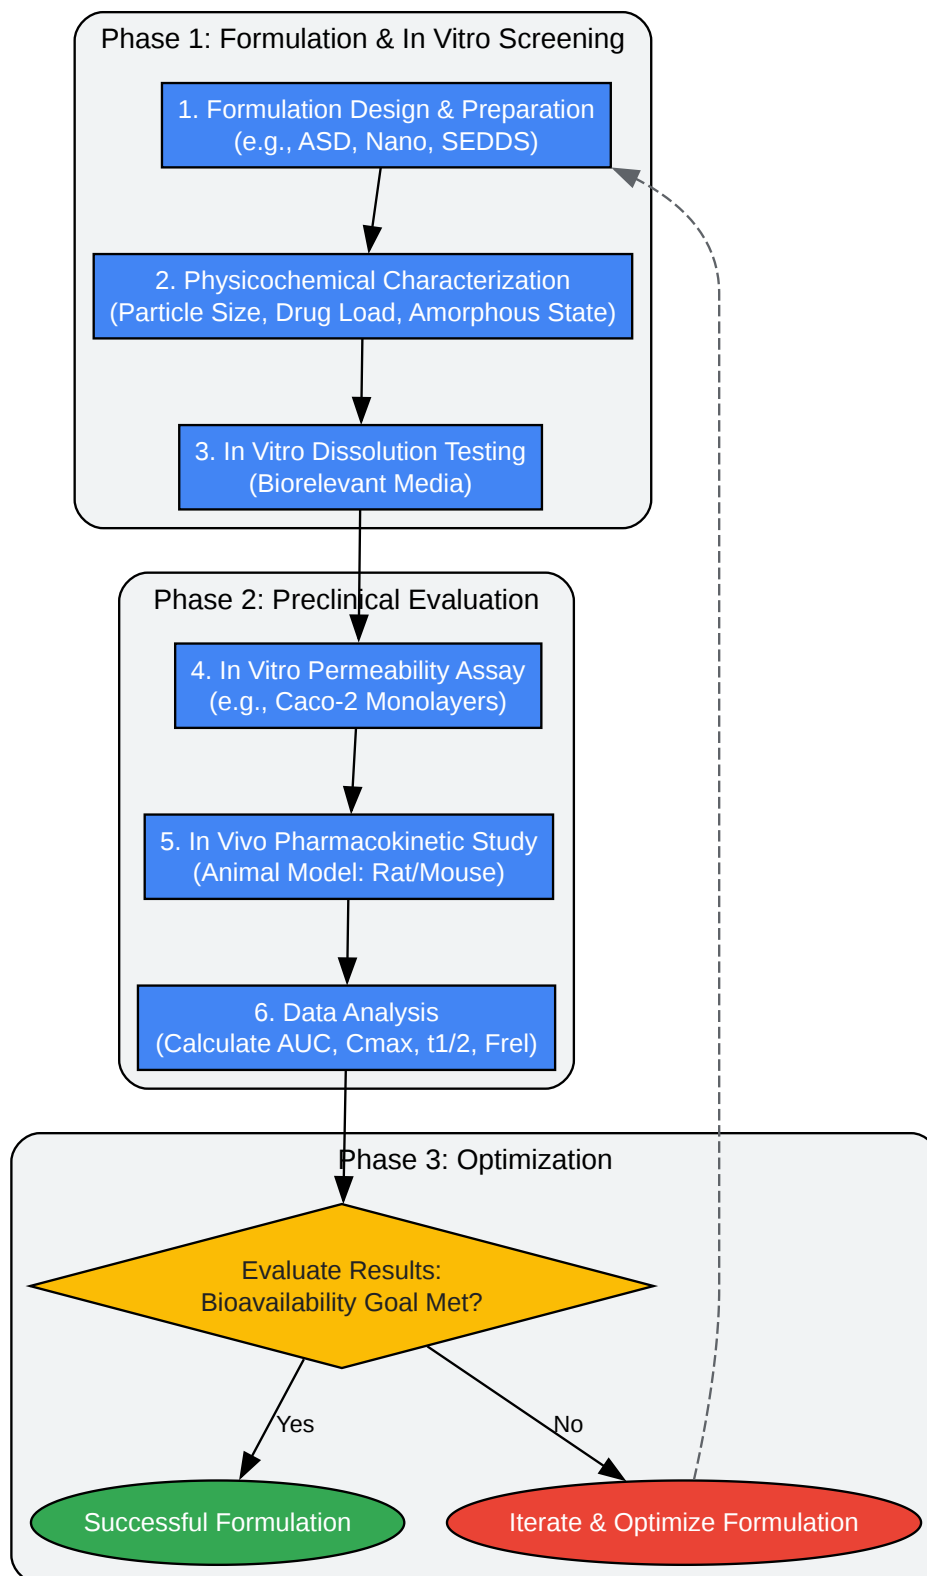 Phase 1: Formulation & In Vitro Screening
1. Formulation Design & Preparation
(e.g., ASD, Nano, SEDDS)
2. Physicochemical Characterization
(Particle Size, Drug Load, Amorphous State)
3. In Vitro Dissolution Testing
(Biorelevant Media)
Phase 2: Preclinical Evaluation
4. In Vitro Permeability Assay
(e.g., Caco-2 Monolayers)
5. In Vivo Pharmacokinetic Study
(Animal Model: Rat/Mouse)
6. Data Analysis
(Calculate AUC, Cmax, t1/2, Frel)
Phase 3: Optimization
Evaluate Results:
Bioavailability Goal Met?
Yes
No
Successful Formulation
Iterate & Optimize Formulation